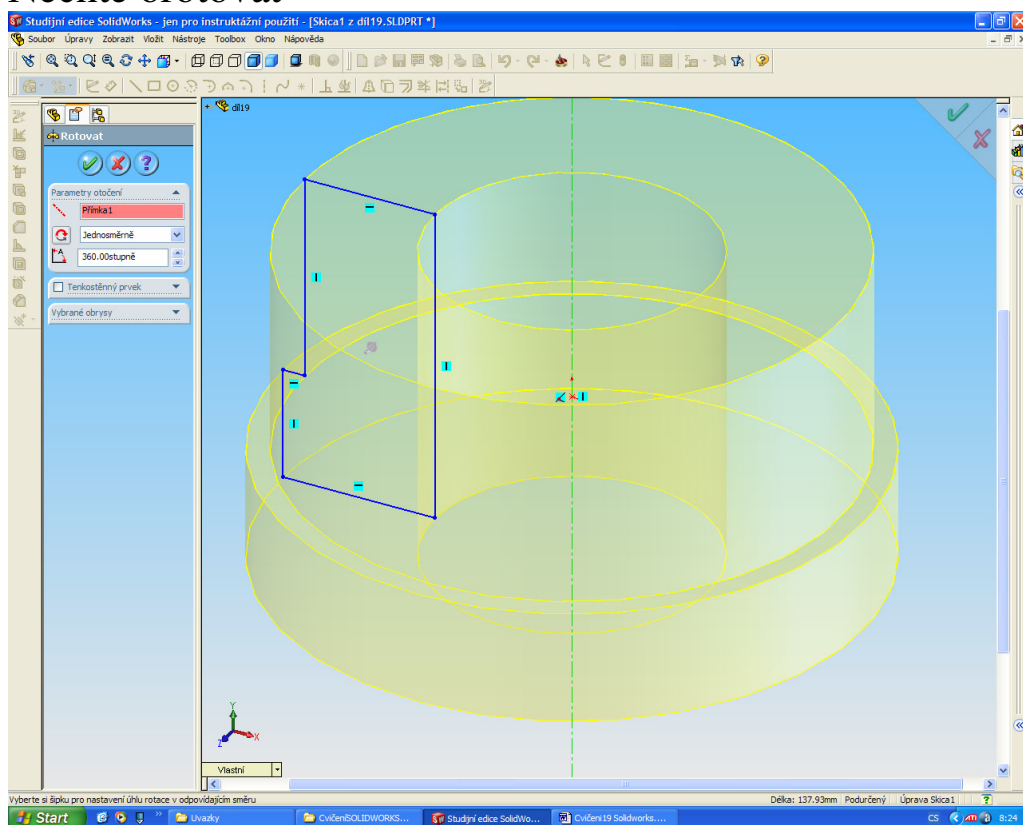 Nechte orotovat
Studijní edice SolidWorks - jen pro instruktážní použití - [Skica1 z díl19.SLDPRT *]
Soubor Úpravy Zobrazit Vložit Nástroje Toolbox Okno Nápověda
díl19
Rotovat
Parametry otočení
Přímka1
Jednosměrně
360.00stupně
Tenkostěnný prvek
Vybrané obrysy
Y
X
Z
Vlastní
Vyberte si šipku pro nastavení úhlu rotace v odpovídajícím směru
Délka: 137.93mm Podurčený Úprava Skica1
Start Uvazky CvičeníSOLIDWORKS... Studijní edice SolidWo... Cvičení19 Solidworks.... CS 8:24